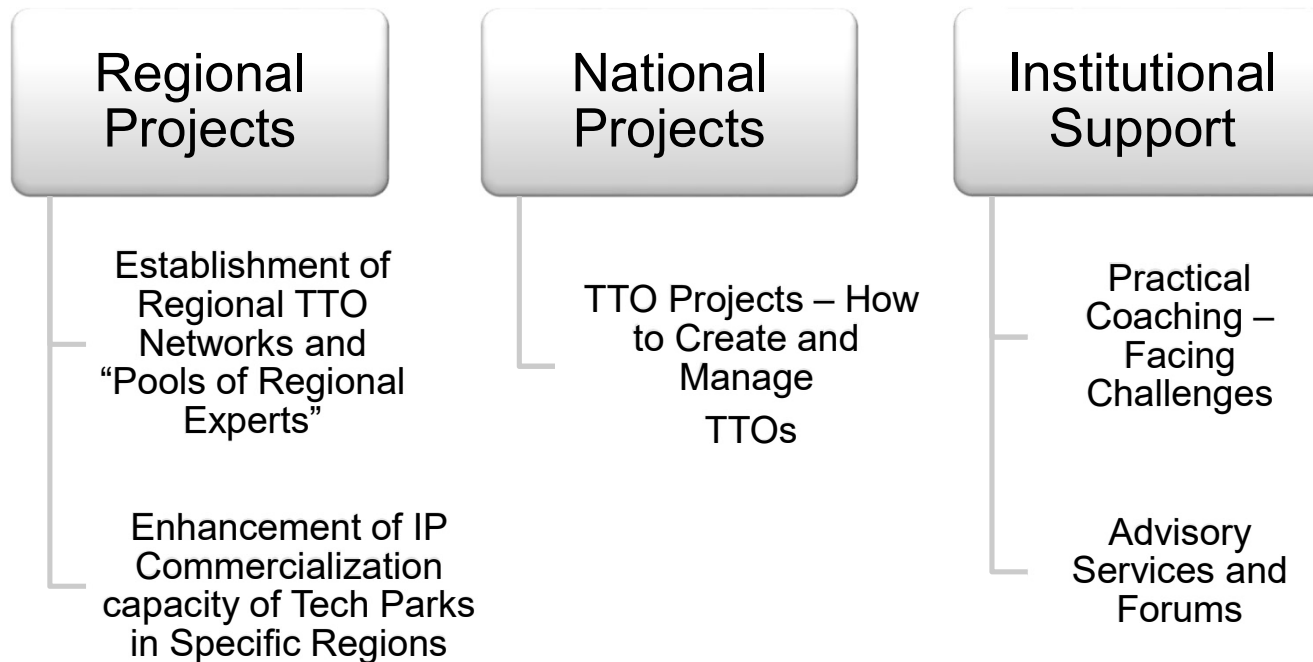 Regional
Projects
Establishment of
Regional TTO
Networks and
“Pools of Regional
Experts”
Enhancement of IP
Commercialization
capacity of Tech Parks
in Specific Regions
National
Projects
TTO Projects – How
to Create and
Manage
TTOs
Institutional
Support
Practical
Coaching –
Facing
Challenges
Advisory
Services and
Forums